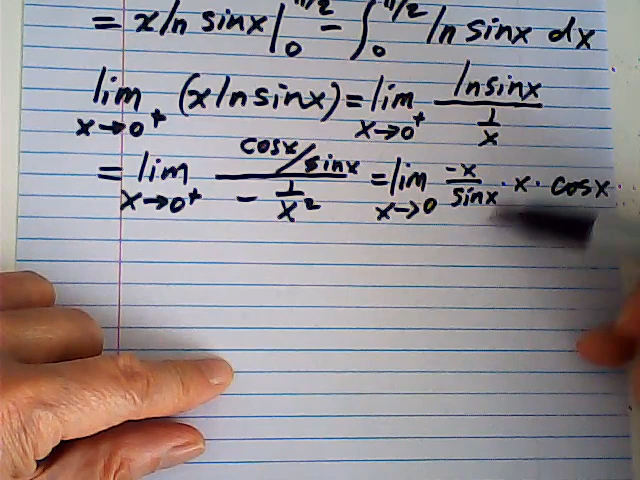 = x ln sinx |₀^π/2 - ∫₀^π/2 ln sinx dx
lim x→0⁺ (x ln sinx) = lim x→0⁺ ln sinx / (1/x)
= lim x→0⁺ (cosx/sinx) / (-1/x²) = lim x→0 -x/sinx · x · cosx